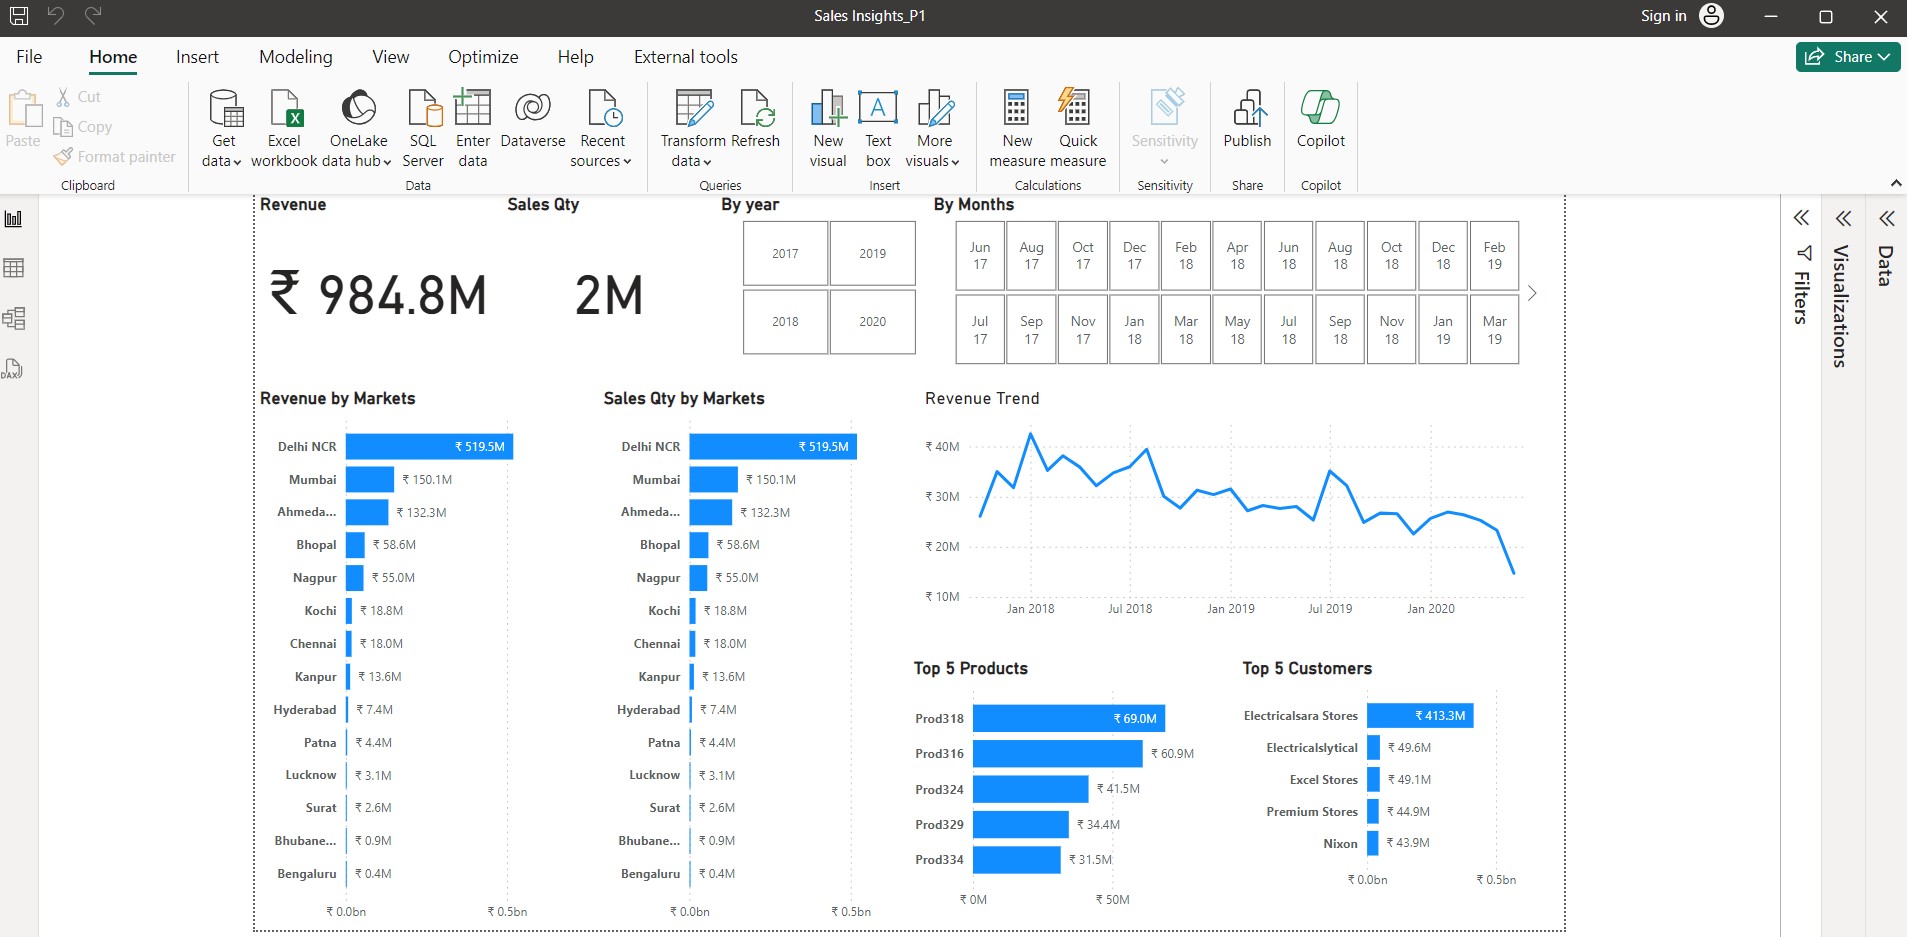 Sales Insights_P1
Sign in
File Home Insert Modeling View Optimize Help External tools
Share
Paste
Cut
Copy
Format painter
Clipboard
Get data
Excel workbook
OneLake data hub
SQL Server
Enter data
Dataverse
Recent sources
Data
Transform data
Refresh
Queries
New visual
Text box
More visuals
Insert
New measure
Quick measure
Calculations
Sensitivity
Sensitivity
Publish
Share
Copilot
Copilot
DAX
Filters
Visualizations
Data
Revenue
₹ 984.8M
Sales Qty
2M
By year
2017 2019
2018 2020
By Months
Jun 17 Aug 17 Oct 17 Dec 17 Feb 18 Apr 18 Jun 18 Aug 18 Oct 18 Dec 18 Feb 19
Jul 17 Sep 17 Nov 17 Jan 18 Mar 18 May 18 Jul 18 Sep 18 Nov 18 Jan 19 Mar 19
Revenue by Markets
Delhi NCR ₹ 519.5M
Mumbai ₹ 150.1M
Ahmeda... ₹ 132.3M
Bhopal ₹ 58.6M
Nagpur ₹ 55.0M
Kochi ₹ 18.8M
Chennai ₹ 18.0M
Kanpur ₹ 13.6M
Hyderabad ₹ 7.4M
Patna ₹ 4.4M
Lucknow ₹ 3.1M
Surat ₹ 2.6M
Bhubane... ₹ 0.9M
Bengaluru ₹ 0.4M
₹ 0.0bn ₹ 0.5bn
Sales Qty by Markets
Delhi NCR ₹ 519.5M
Mumbai ₹ 150.1M
Ahmeda... ₹ 132.3M
Bhopal ₹ 58.6M
Nagpur ₹ 55.0M
Kochi ₹ 18.8M
Chennai ₹ 18.0M
Kanpur ₹ 13.6M
Hyderabad ₹ 7.4M
Patna ₹ 4.4M
Lucknow ₹ 3.1M
Surat ₹ 2.6M
Bhubane... ₹ 0.9M
Bengaluru ₹ 0.4M
₹ 0.0bn ₹ 0.5bn
Revenue Trend
₹ 40M
₹ 30M
₹ 20M
₹ 10M
Jan 2018 Jul 2018 Jan 2019 Jul 2019 Jan 2020
Top 5 Products
Prod318 ₹ 69.0M
Prod316 ₹ 60.9M
Prod324 ₹ 41.5M
Prod329 ₹ 34.4M
Prod334 ₹ 31.5M
₹ 0M ₹ 50M
Top 5 Customers
Electricalsara Stores ₹ 413.3M
Electricalslytical ₹ 49.6M
Excel Stores ₹ 49.1M
Premium Stores ₹ 44.9M
Nixon ₹ 43.9M
₹ 0.0bn ₹ 0.5bn